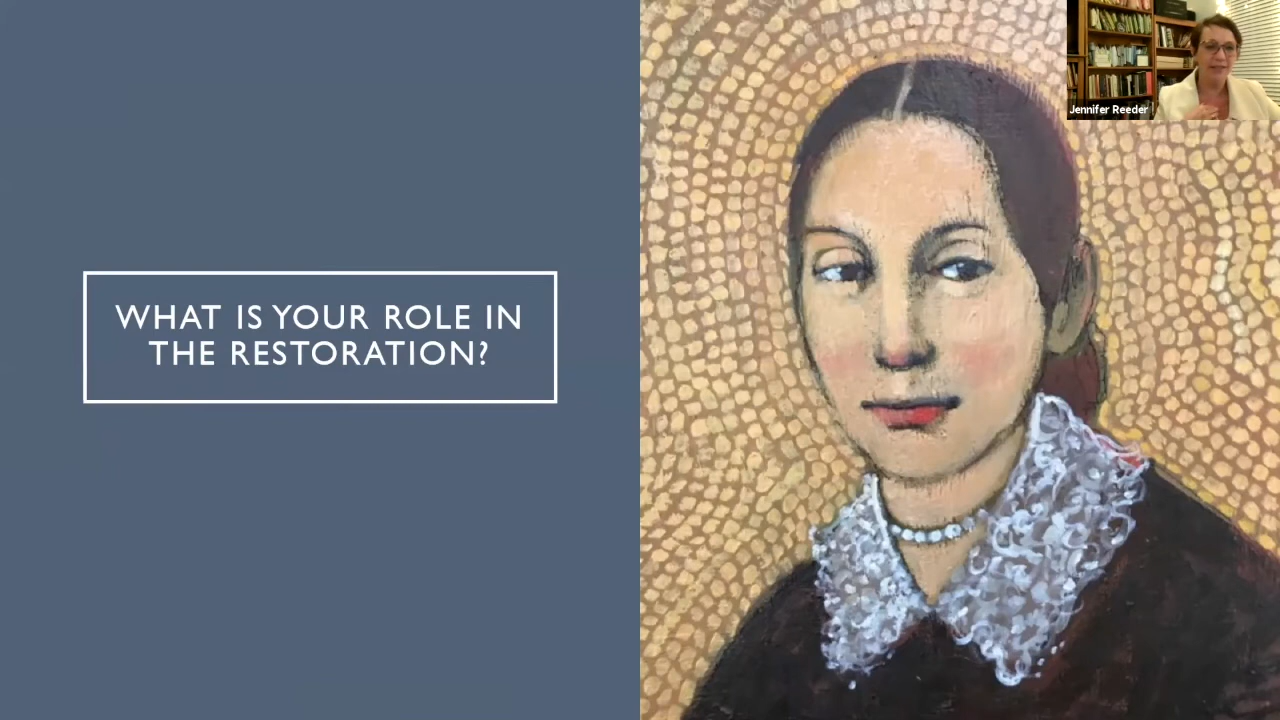 WHAT IS YOUR ROLE IN
THE RESTORATION?
Jennifer Reeder